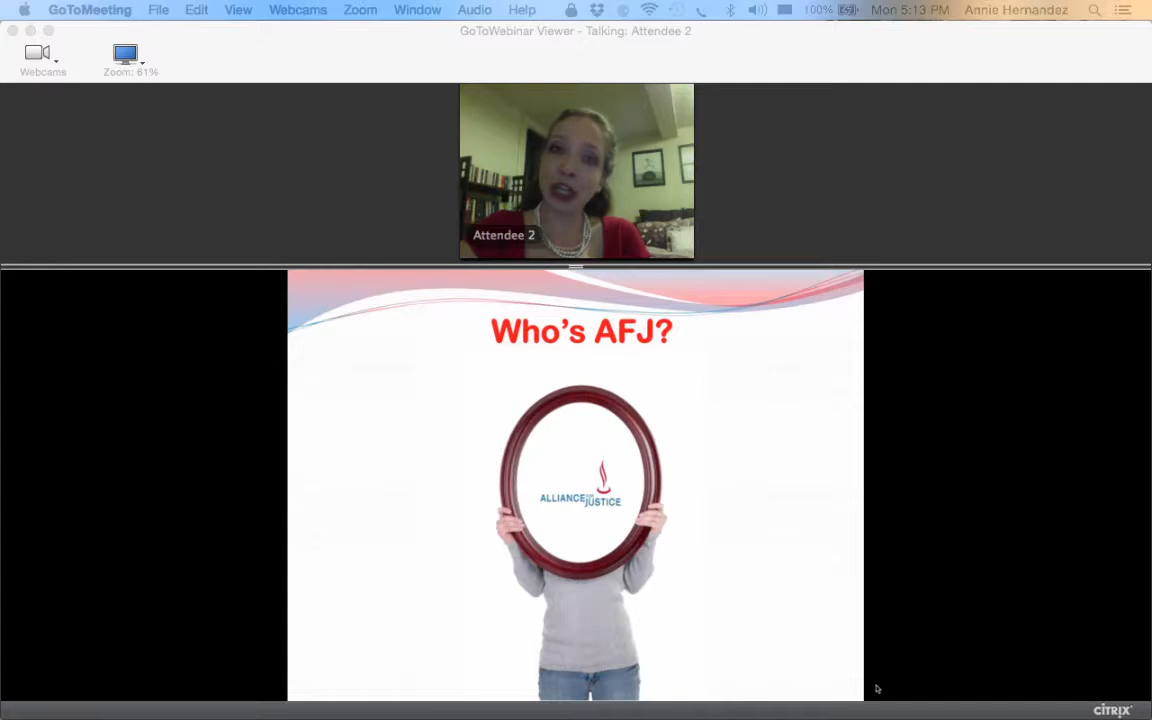 GoToMeeting File Edit View Webcams Zoom Window Audio Help 100% Mon 5:13 PM Annie Hernandez
GoToWebinar Viewer - Talking: Attendee 2
Webcams Zoom: 61%
Attendee 2
Who's AFJ?
ALLIANCE FOR JUSTICE
CITRIX